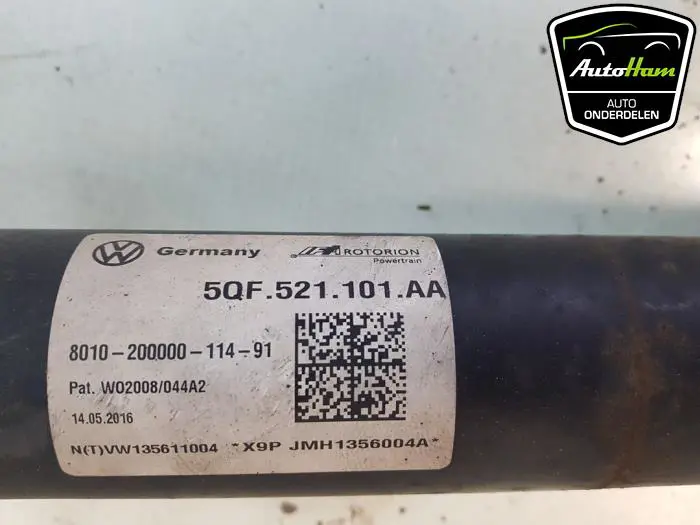 AutoHam
AUTO
ONDERDELEN
Germany
ROTORION
Powertrain
5QF.521.101.AA
8010-200000-114-91
Pat. WO2008/044A2
14.05.2016
N(T)VW135611004 *X9P JMH1356004A*